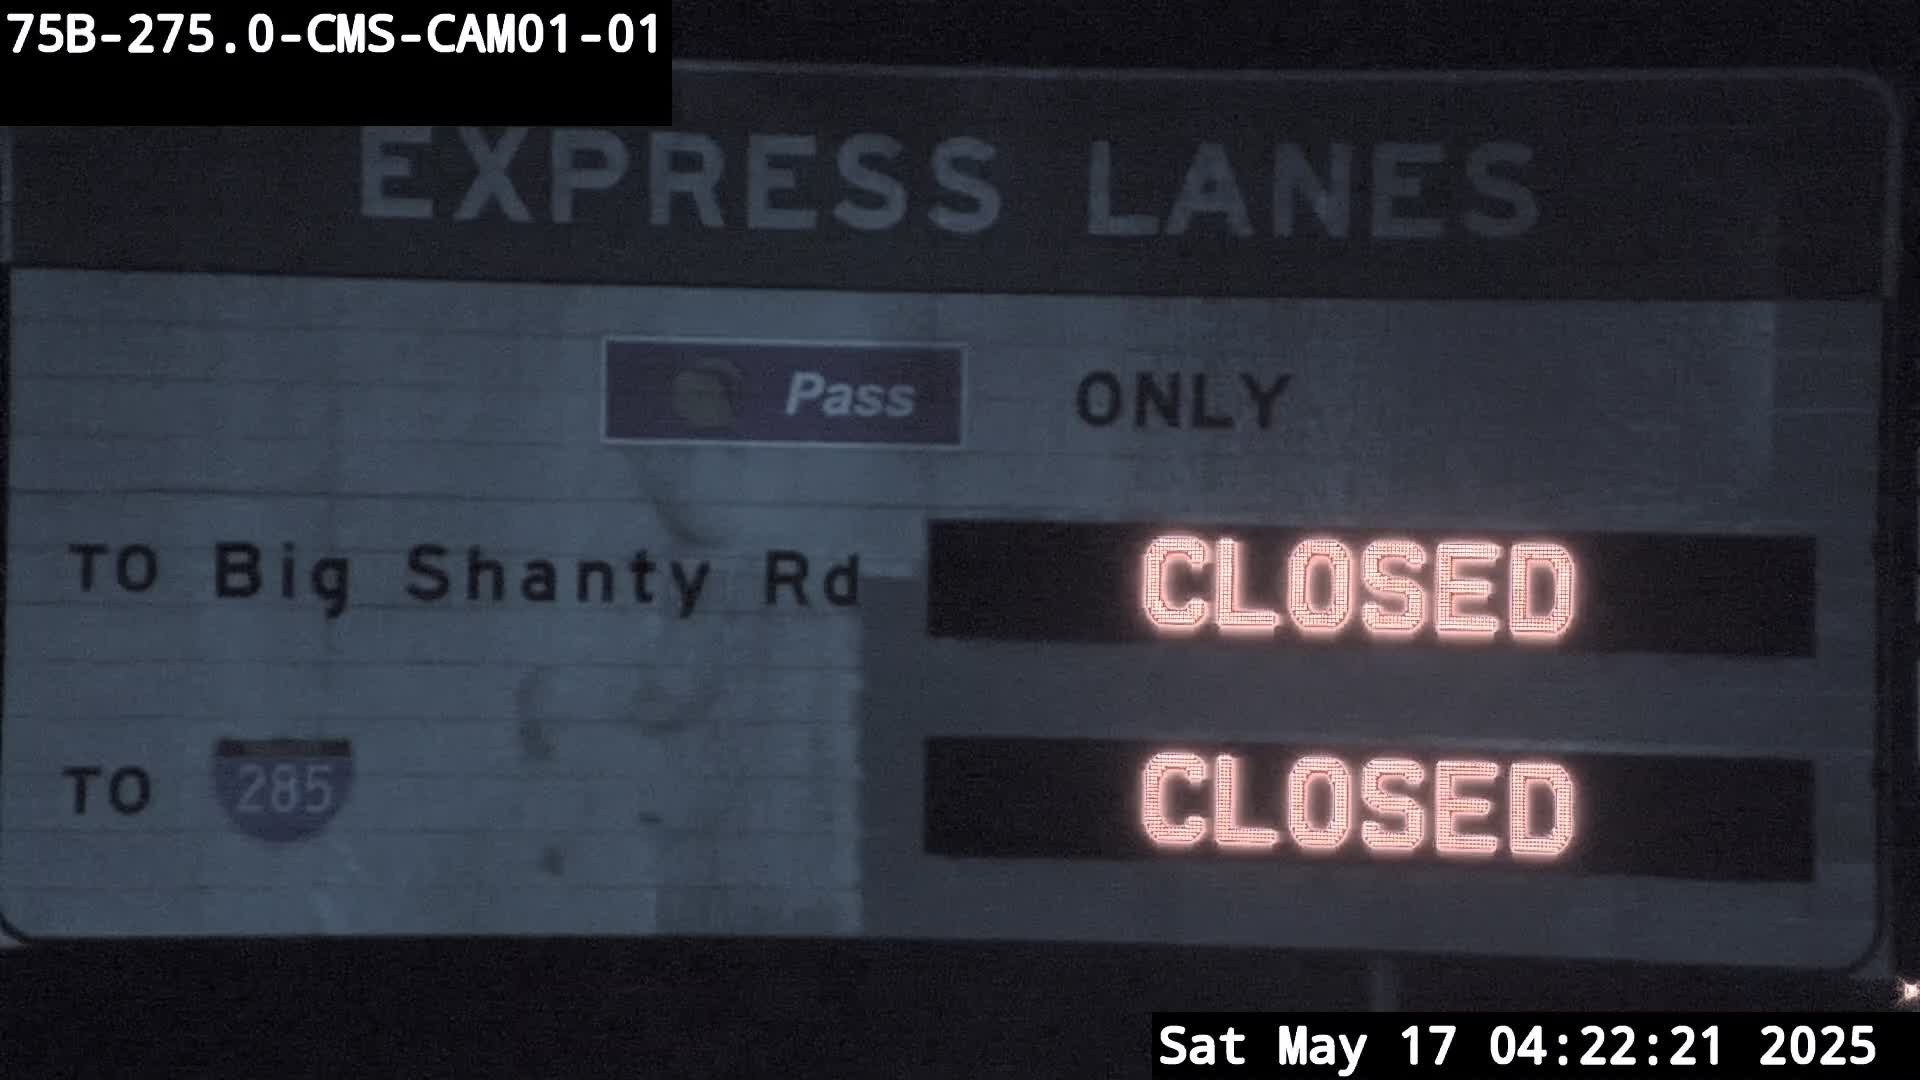 75B-275.0-CMS-CAM01-01
EXPRESS LANES
Pass ONLY
TO Big Shanty Rd CLOSED
TO 285 CLOSED
Sat May 17 04:22:21 2025